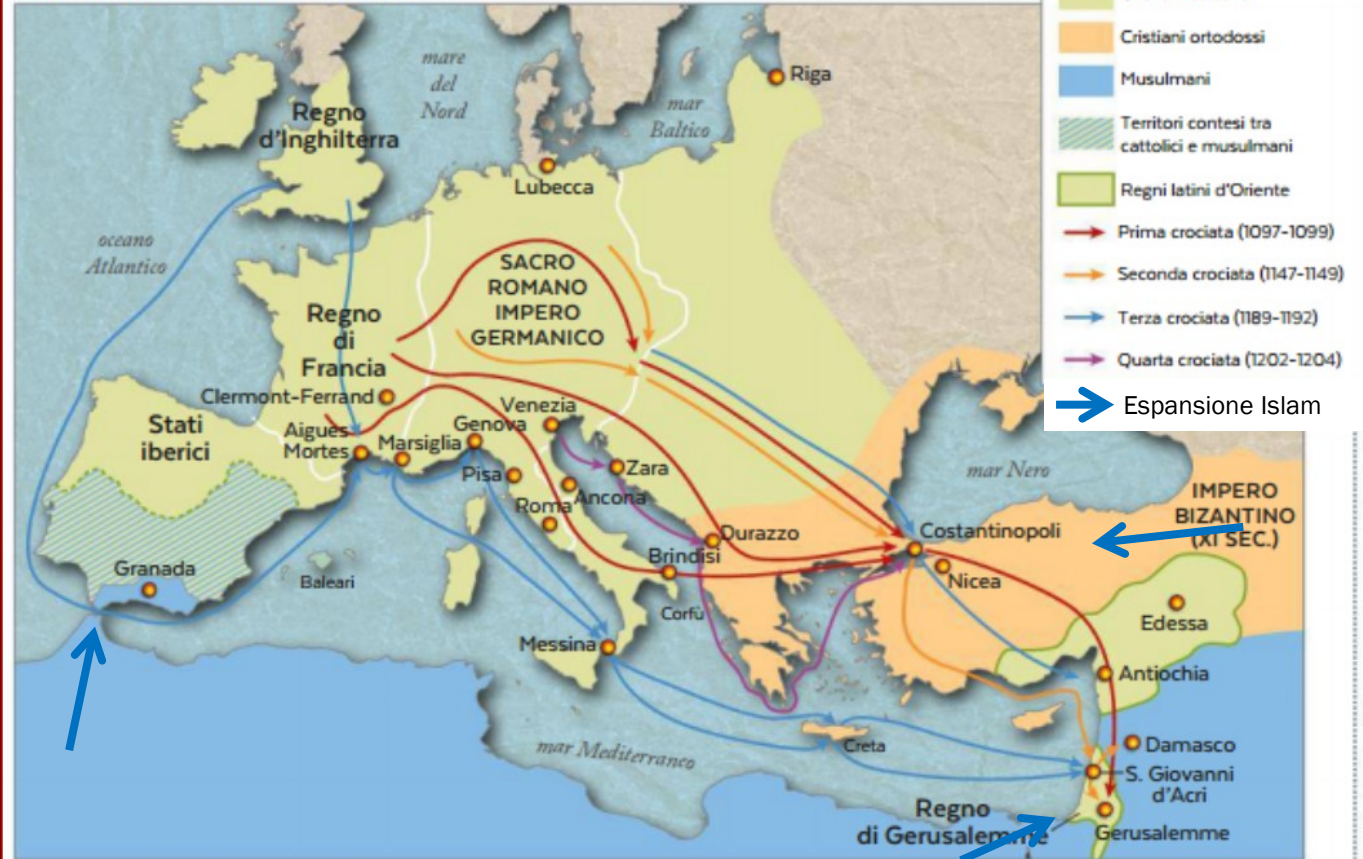 Cristiani ortodossi
Musulmani
Territori contesi tra
cattolici e musulmani
Regni latini d'Oriente
Prima crociata (1097-1099)
Seconda crociata (1147-1149)
Terza crociata (1189-1192)
Quarta crociata (1202-1204)
Espansione Islam
mare
del
Nord
Riga
Regno
d'Inghilterra
mar
Baltico
Lubecca
oceano
Atlantico
SACRO
ROMANO
IMPERO
GERMANICO
Regno
di
Francia
Clermont-Ferrand
Venezia
Stati
iberici
Aigues
Mortes
Marsiglia
Genova
Zara
mar Nero
Pisa
Ancona
Roma
IMPERO
BIZANTINO
(XI SEC.)
Durazzo
Costantinopoli
Brindisi
Nicea
Granada
Baleari
Corfù
Edessa
Messina
Antiochia
Creta
mar Mediterraneo
Damasco
S. Giovanni
d'Acri
Regno
di Gerusalemme
Gerusalemme